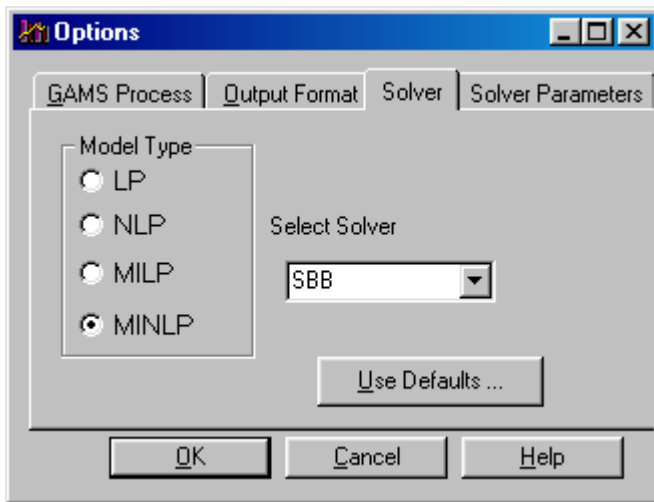 Options
GAMS Process
Output Format
Solver
Solver Parameters
Model Type
LP
NLP
MILP
MINLP
Select Solver
SBB
Use Defaults ...
OK
Cancel
Help